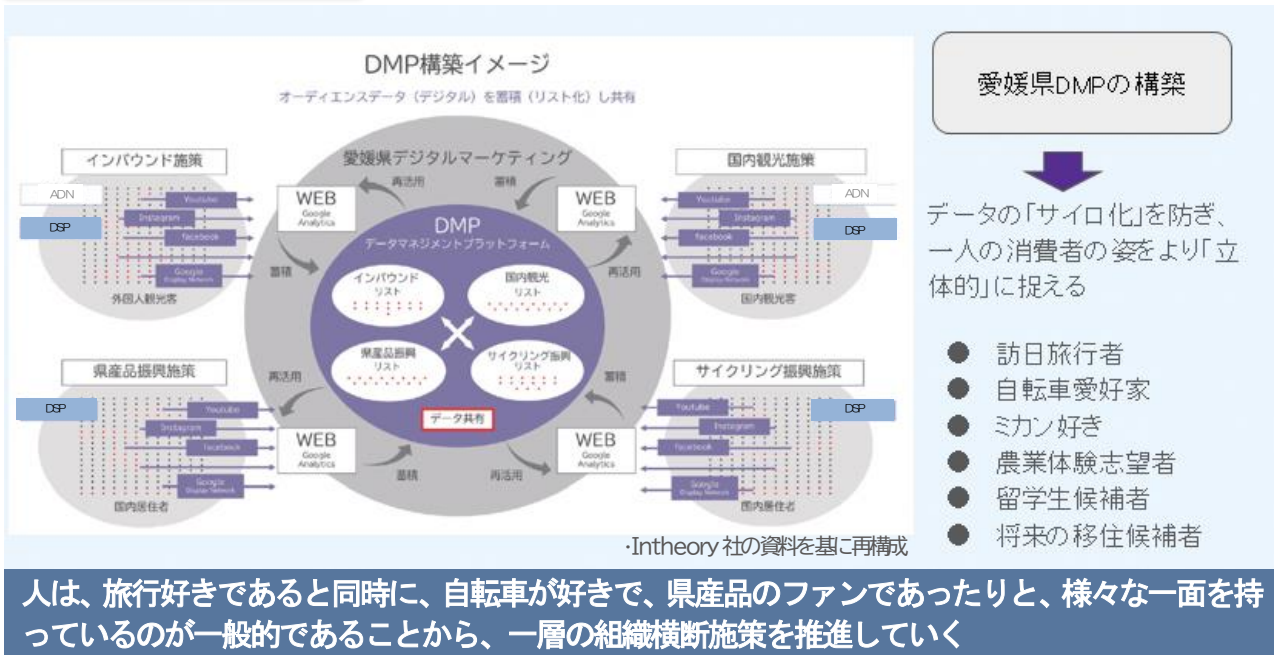 DMP構築イメージ
オーディエンスデータ（デジタル）を蓄積（リスト化）し共有
インバウンド施策
ADN
DSP
Youtube
Instagram
facebook
Google
Display Network
外国人観光客
愛媛県デジタルマーケティング
再活用
蓄積
WEB
Google
Analytics
蓄積
WEB
Google
Analytics
再活用
DMP
データマネジメントプラットフォーム
インバウンド
リスト
国内観光
リスト
県産品振興
リスト
サイクリング振興
リスト
データ共有
国内観光施策
ADN
DSP
Youtube
Instagram
facebook
Google
Display Network
国内観光客
県産品振興施策
DSP
Youtube
Instagram
facebook
Google
Display Network
国内居住者
再活用
WEB
Google
Analytics
蓄積
再活用
WEB
Google
Analytics
蓄積
サイクリング振興施策
DSP
Youtube
Instagram
facebook
Google
Display Network
国内居住者
・Intheory 社の資料を基に再構成
愛媛県DMPの構築
データの「サイロ化」を防ぎ、
一人の消費者の姿をより「立
体的」に捉える
● 訪日旅行者
● 自転車愛好家
● ミカン好き
● 農業体験志望者
● 留学生候補者
● 将来の移住候補者
人は、旅行好きであると同時に、自転車が好きで、県産品のファンであったりと、様々な一面を持
っているのが一般的であることから、一層の組織横断施策を推進していく